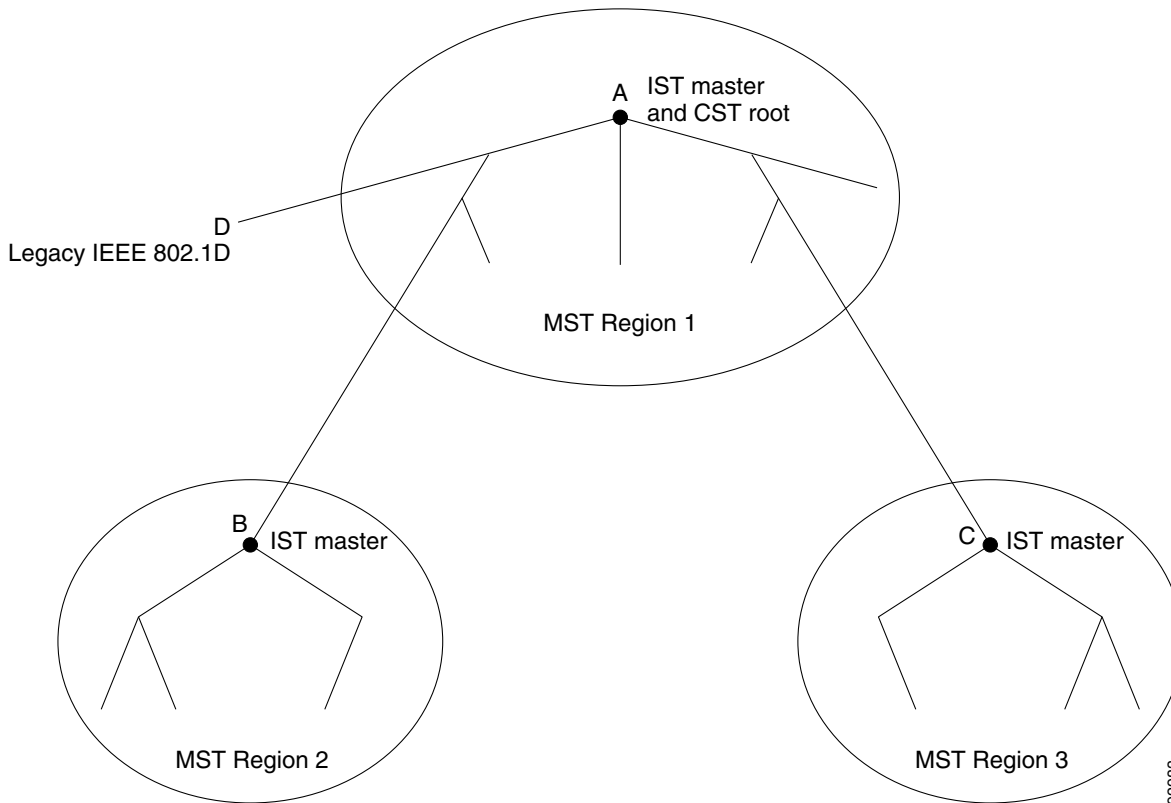 A
IST master
and CST root
D
Legacy IEEE 802.1D
MST Region 1
B
IST master
C
IST master
MST Region 2
MST Region 3